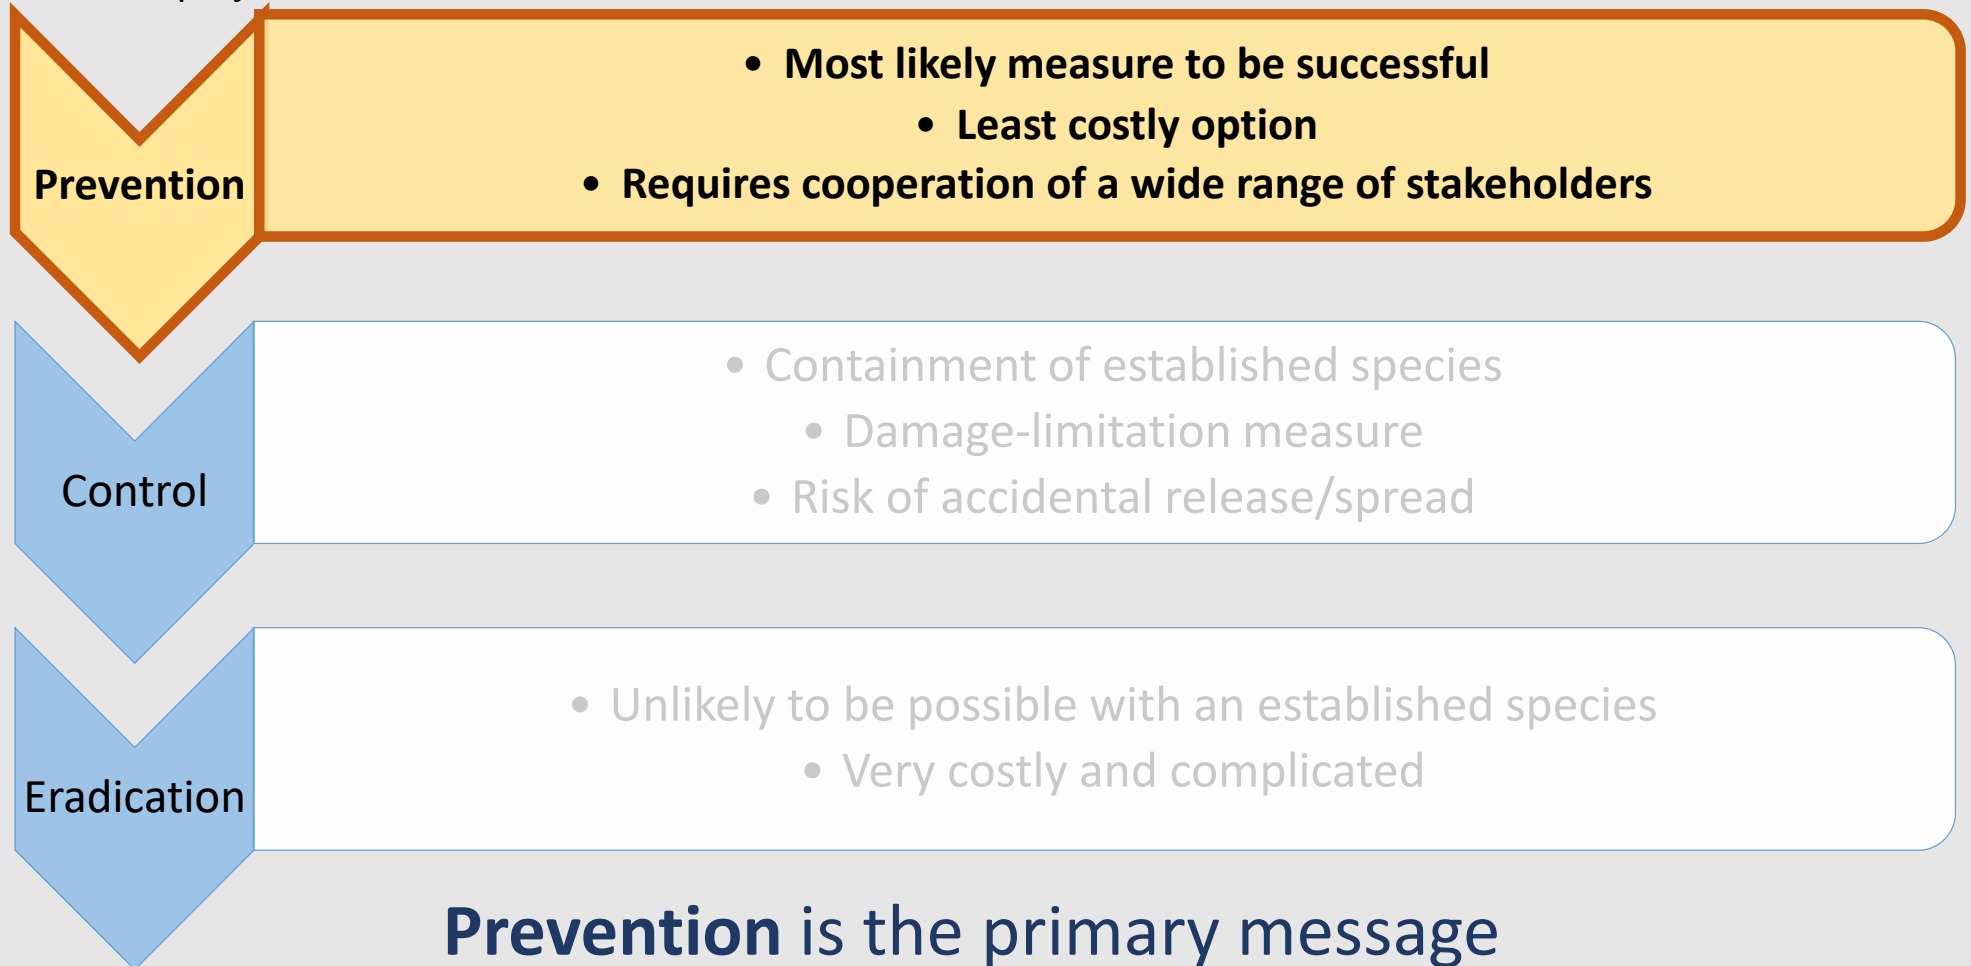 • Most likely measure to be successful
• Least costly option
Prevention
• Requires cooperation of a wide range of stakeholders
• Containment of established species
• Damage-limitation measure
Control
• Risk of accidental release/spread
• Unlikely to be possible with an established species
• Very costly and complicated
Eradication
Prevention is the primary message